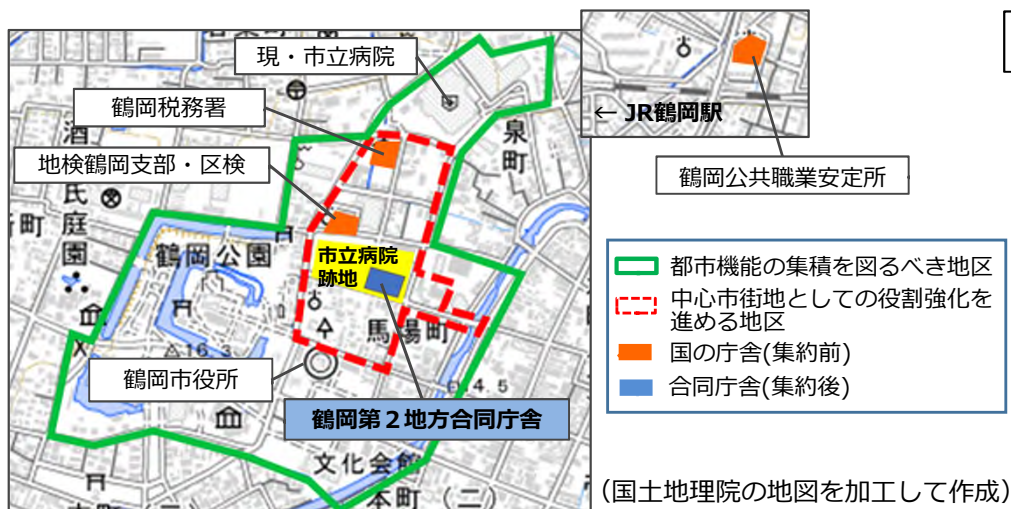 現・市立病院
鶴岡税務署
地検鶴岡支部・区検
← JR鶴岡駅
鶴岡公共職業安定所
泉町
酒
氏庭園
町
鶴岡公園
市立病院
跡地
馬場町
16.3
14.5
鶴岡市役所
鶴岡第2地方合同庁舎
文化会館
本町(二)
都市機能の集積を図るべき地区
中心市街地としての役割強化を
進める地区
国の庁舎(集約前)
合同庁舎(集約後)
(国土地理院の地図を加工して作成)